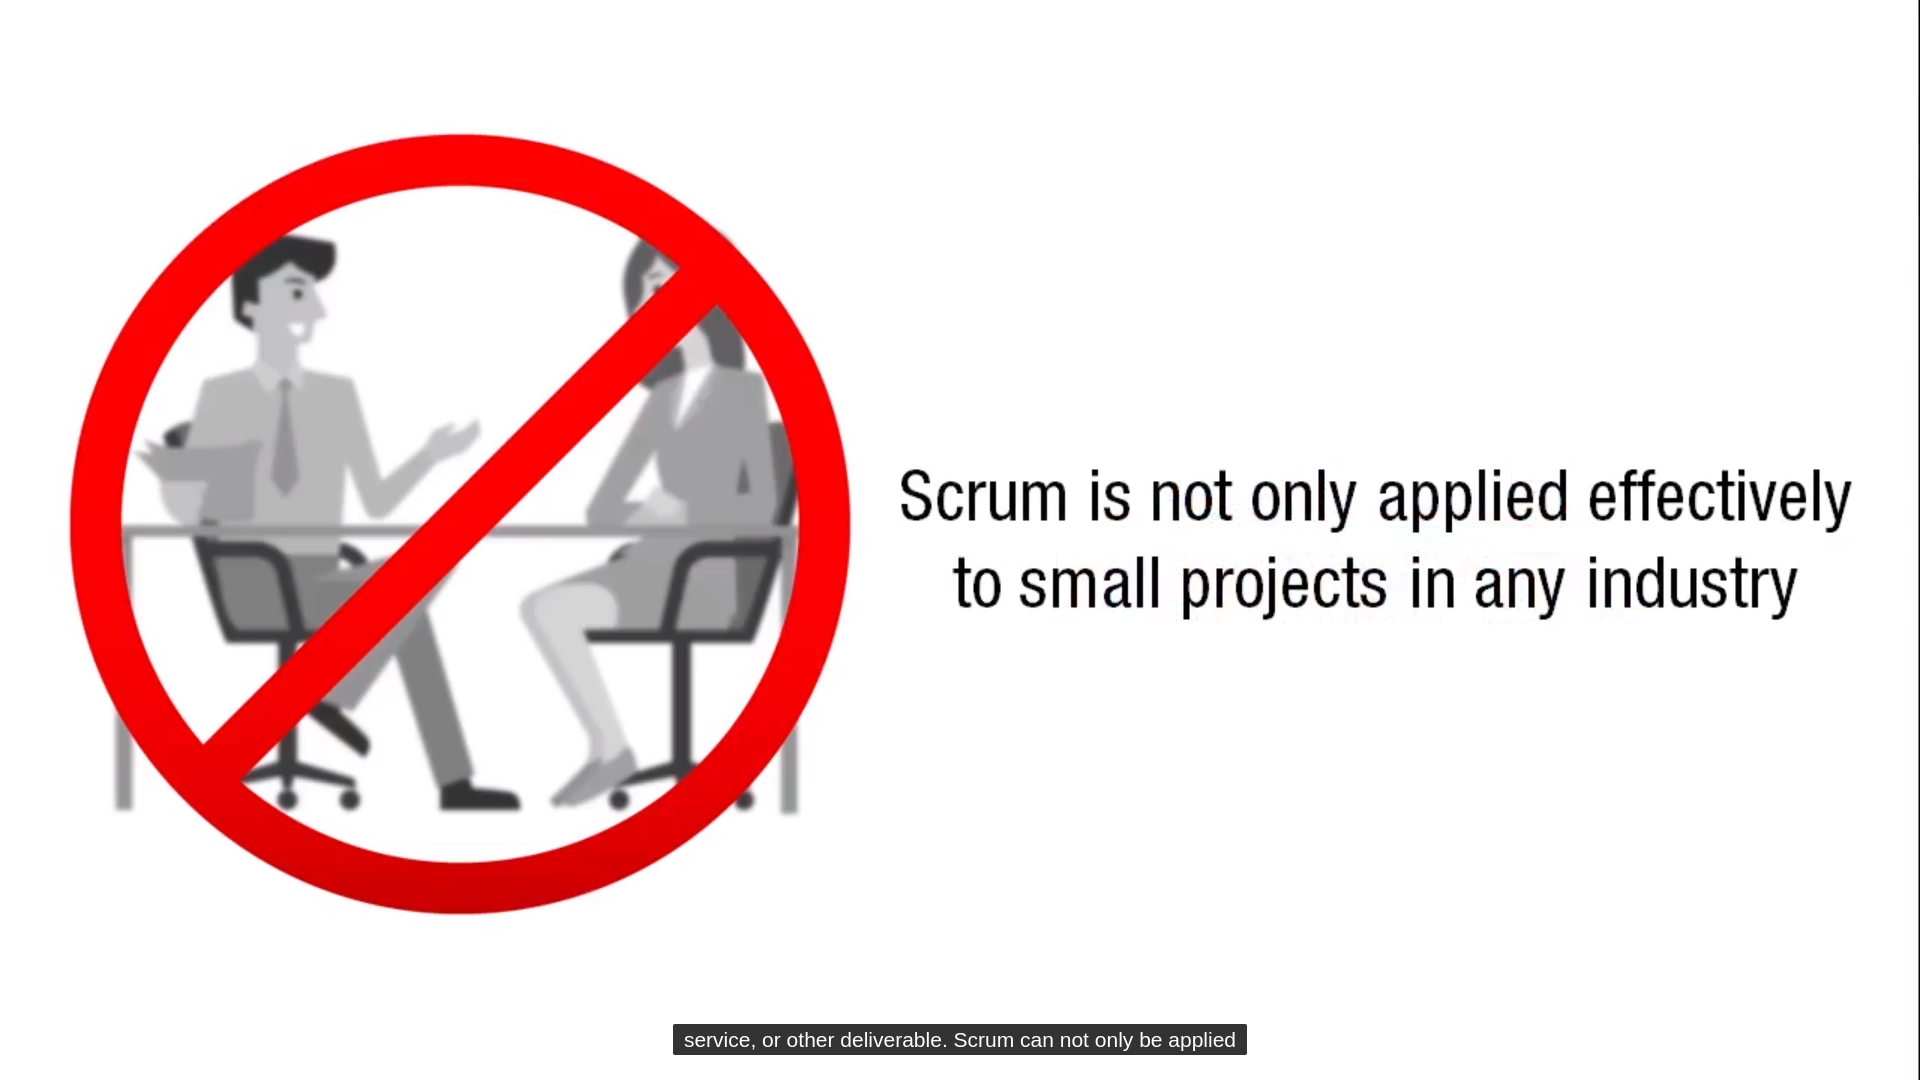 Scrum is not only applied effectively
to small projects in any industry
service, or other deliverable. Scrum can not only be applied